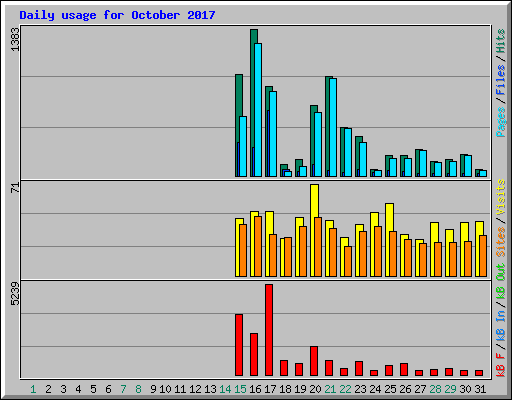 Daily usage for October 2017
1383
Pages / Files / Hits
71
Sites / Visits
5239
kB F / kB In / kB Out
1 2 3 4 5 6 7 8 9 10 11 12 13 14 15 16 17 18 19 20 21 22 23 24 25 26 27 28 29 30 31